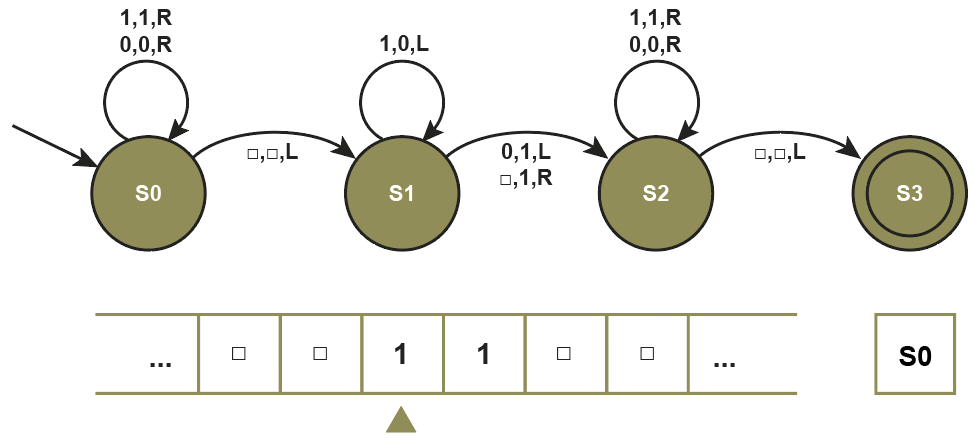 1,1,R
0,0,R
1,0,L
1,1,R
0,0,R
□,□,L
0,1,L
□,1,R
□,□,L
S0
S1
S2
S3
... □ □ 1 1 □ □ ...
S0